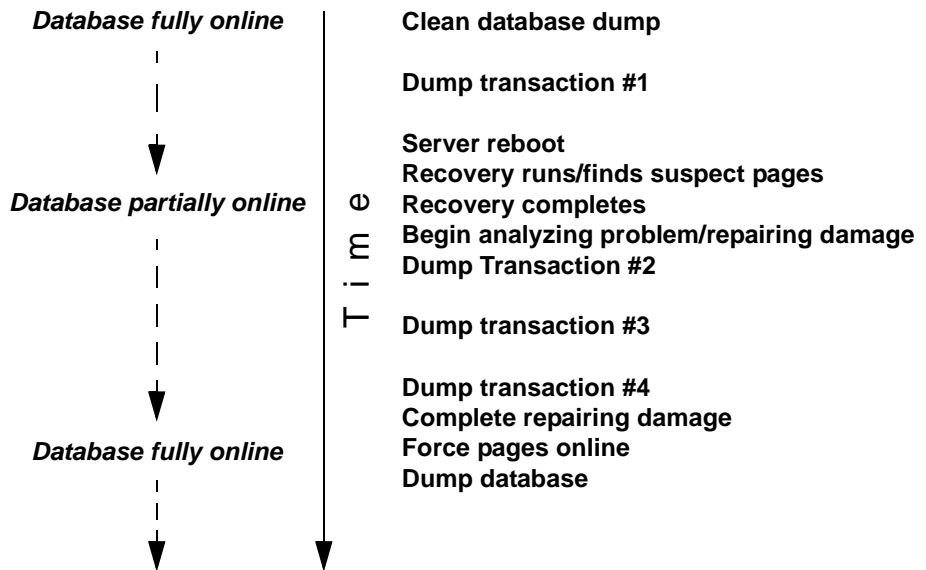 Database fully online
Clean database dump
Dump transaction #1
Server reboot
Recovery runs/finds suspect pages
Database partially online
Recovery completes
Begin analyzing problem/repairing damage
Dump Transaction #2
Time
Dump transaction #3
Dump transaction #4
Complete repairing damage
Database fully online
Force pages online
Dump database